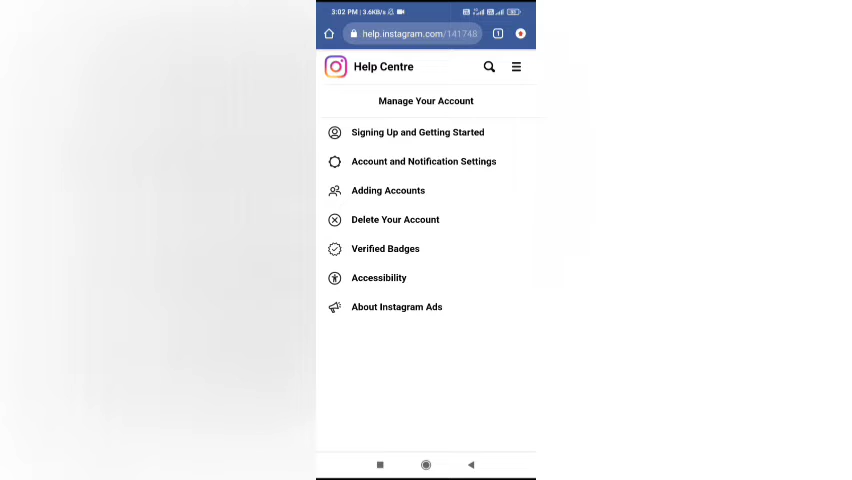 3:02 PM | 3.6KB/s
help.instagram.com/141748
1
Help Centre
Manage Your Account
Signing Up and Getting Started
Account and Notification Settings
Adding Accounts
Delete Your Account
Verified Badges
Accessibility
About Instagram Ads